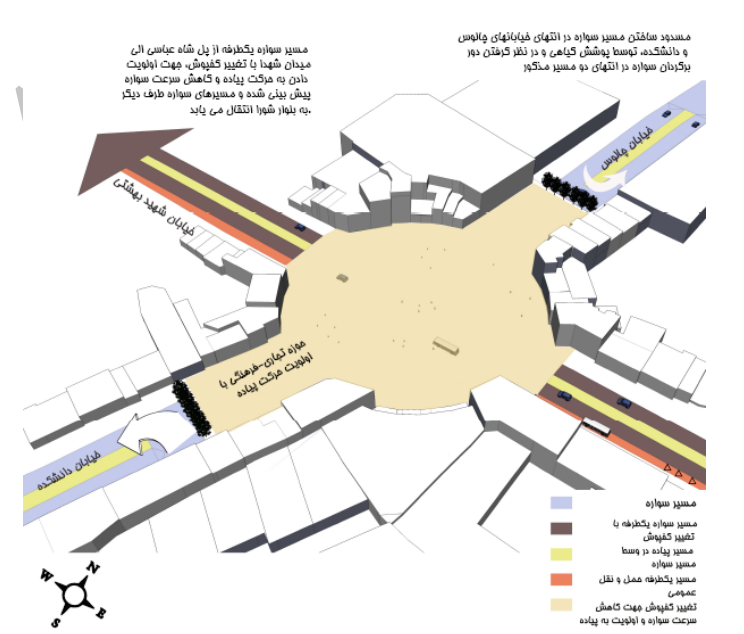 مسدود ساختن مسیر سواره در انتهای خیابانهای چالوس
و دانشکده، توسط پوشش گیاهی و در نظر گرفتن دور
برگردان سواره در انتهای دو مسیر مذکور
مسیر سواره یکطرفه از پل شاه عباسی الی
میدان شهدا با تغییر کفپوش، جهت اولویت
دادن به حرکت پیاده و کاهش سرعت سواره
پیش بینی شده و مسیرهای سواره طرف دیگر
به بلوار شورا انتقال می یابد.
خیابان چالوس
خیابان شهید بهشتی
حوزه تجاری-فرهنگی با
اولویت حرکت پیاده
خیابان دانشکده
مسیر سواره
مسیر سواره یکطرفه با
تغییر کفپوش
مسیر پیاده در وسط
مسیر سواره
مسیر یکطرفه حمل و نقل
عمومی
تغییر کفپوش جهت کاهش
سرعت سواره و اولویت به پیاده
N
W
E
S